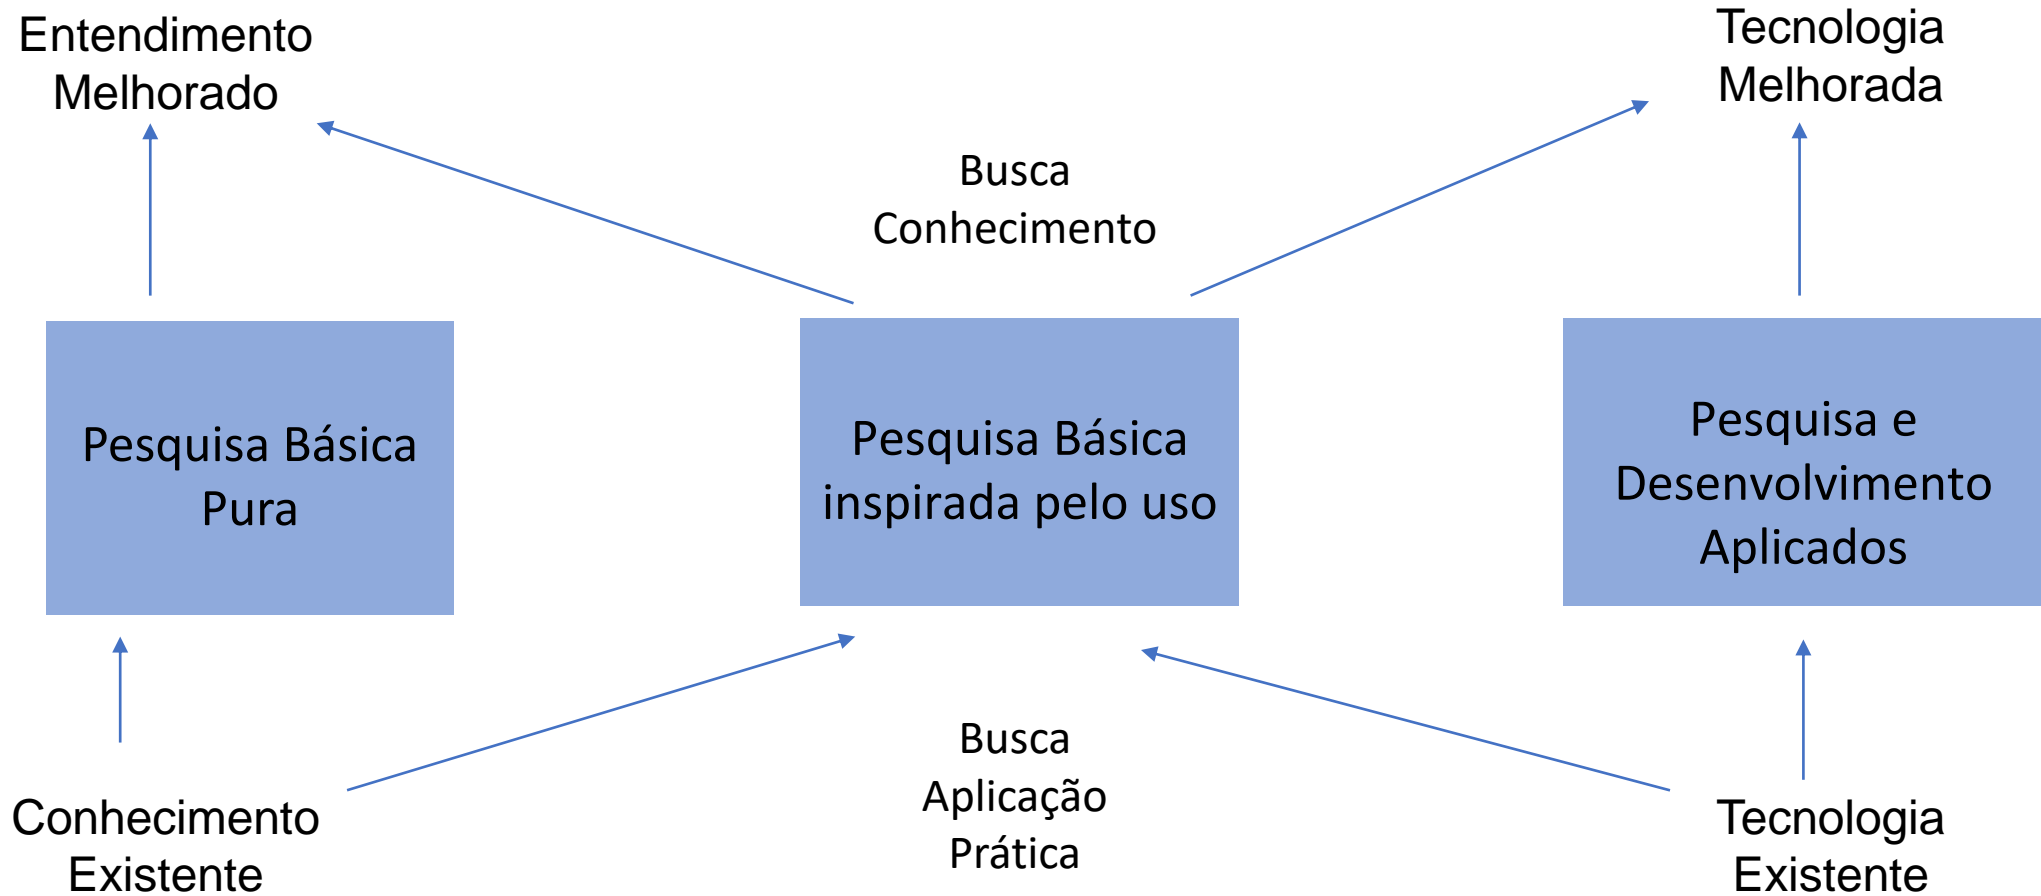 Entendimento
Melhorado
Tecnologia
Melhorada
Busca
Conhecimento
Pesquisa Básica
Pura
Pesquisa Básica
inspirada pelo uso
Pesquisa e
Desenvolvimento
Aplicados
Busca
Aplicação
Prática
Conhecimento
Existente
Tecnologia
Existente